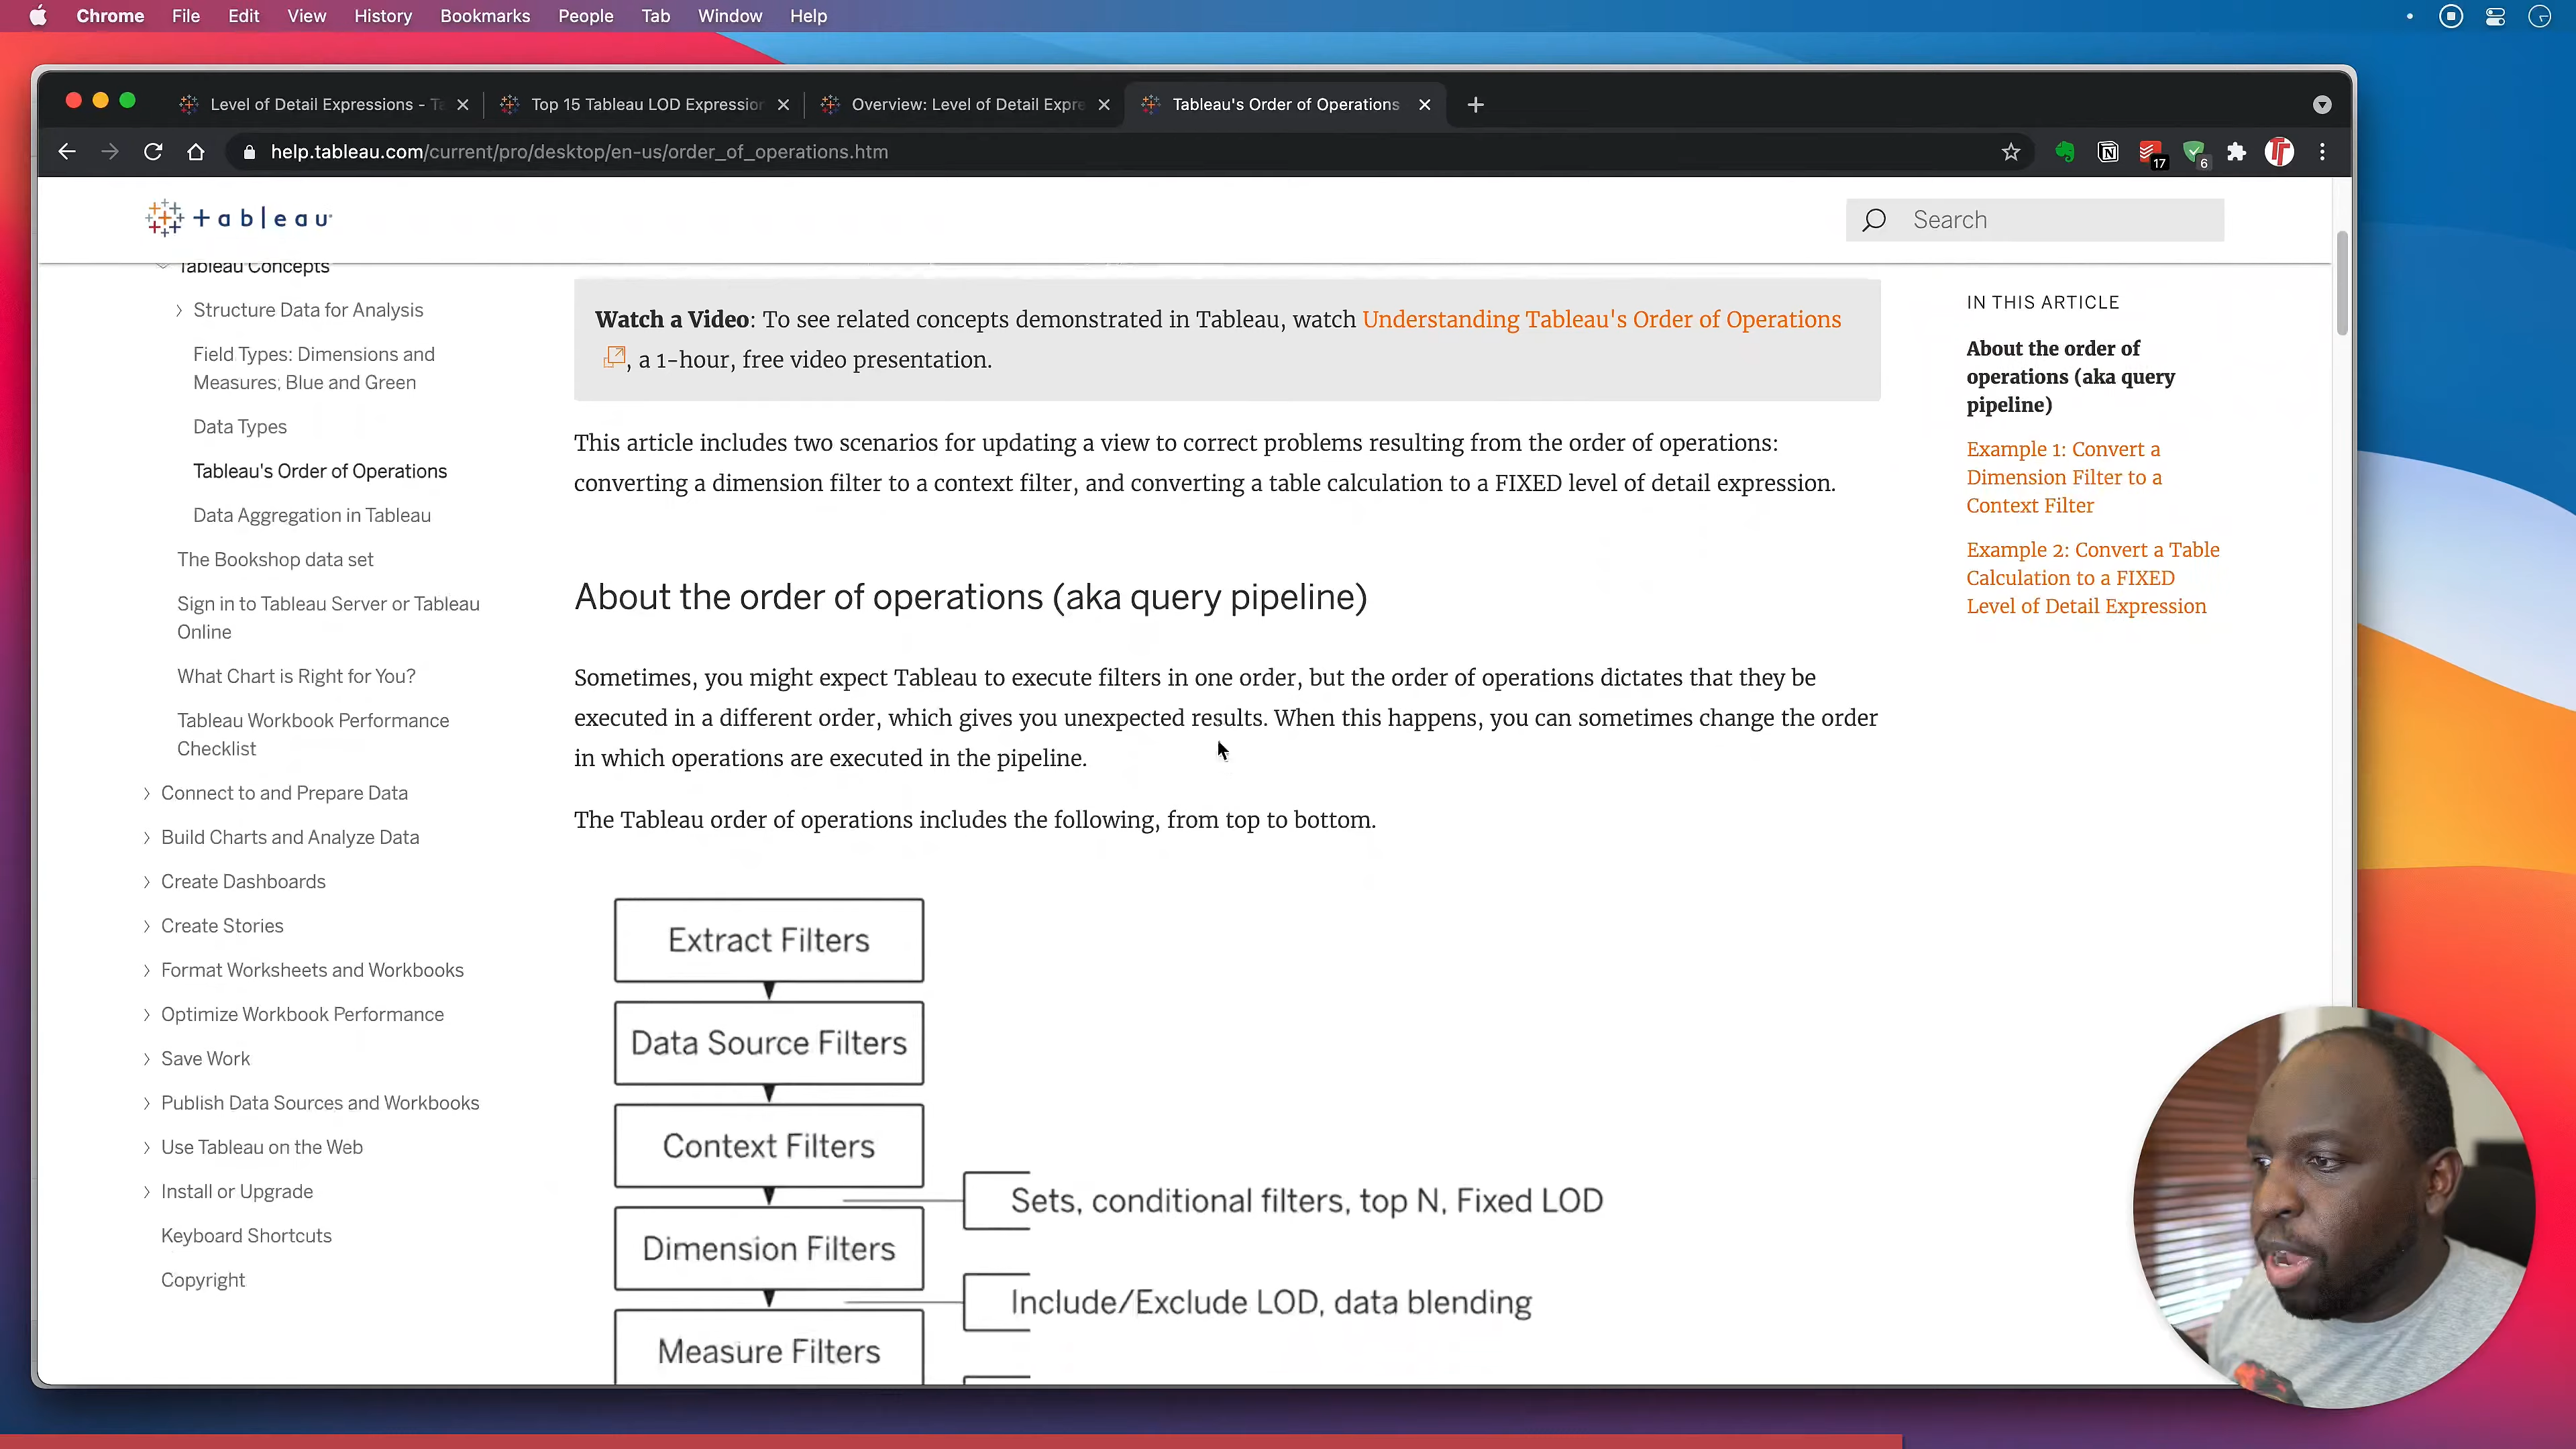 Chrome File Edit View History Bookmarks People Tab Window Help
Level of Detail Expressions - Ta
Top 15 Tableau LOD Expression
Overview: Level of Detail Expre
Tableau's Order of Operations
help.tableau.com/current/pro/desktop/en-us/order_of_operations.htm
17
6
+ a b l e a u
Search
Tableau Concepts
Structure Data for Analysis
Field Types: Dimensions and
Measures, Blue and Green
Data Types
Tableau's Order of Operations
Data Aggregation in Tableau
The Bookshop data set
Sign in to Tableau Server or Tableau
Online
What Chart is Right for You?
Tableau Workbook Performance
Checklist
Connect to and Prepare Data
Build Charts and Analyze Data
Create Dashboards
Create Stories
Format Worksheets and Workbooks
Optimize Workbook Performance
Save Work
Publish Data Sources and Workbooks
Use Tableau on the Web
Install or Upgrade
Keyboard Shortcuts
Copyright
Watch a Video: To see related concepts demonstrated in Tableau, watch Understanding Tableau's Order of Operations
, a 1-hour, free video presentation.
This article includes two scenarios for updating a view to correct problems resulting from the order of operations:
converting a dimension filter to a context filter, and converting a table calculation to a FIXED level of detail expression.
About the order of operations (aka query pipeline)
Sometimes, you might expect Tableau to execute filters in one order, but the order of operations dictates that they be
executed in a different order, which gives you unexpected results. When this happens, you can sometimes change the order
in which operations are executed in the pipeline.
The Tableau order of operations includes the following, from top to bottom.
Extract Filters
Data Source Filters
Context Filters
Sets, conditional filters, top N, Fixed LOD
Dimension Filters
Include/Exclude LOD, data blending
Measure Filters
IN THIS ARTICLE
About the order of
operations (aka query
pipeline)
Example 1: Convert a
Dimension Filter to a
Context Filter
Example 2: Convert a Table
Calculation to a FIXED
Level of Detail Expression